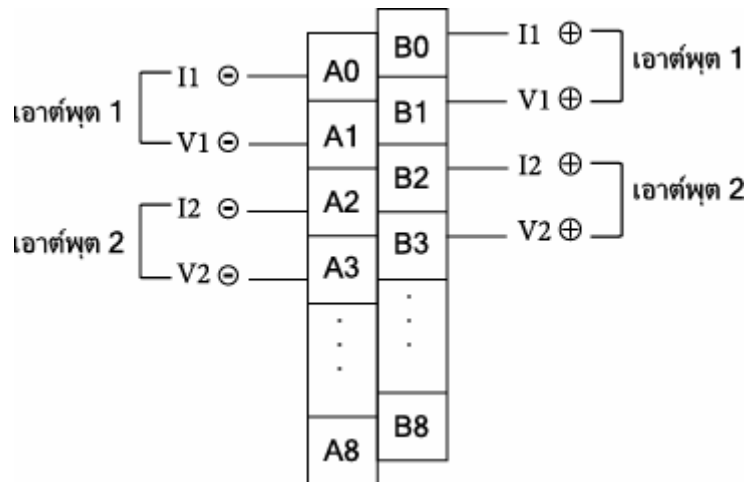 B0 I1 ⊕
เอาต์พุต 1
I1 ⊖ A0
B1 V1 ⊕
เอาต์พุต 1
V1 ⊖ A1
B2 I2 ⊕
เอาต์พุต 2
I2 ⊖ A2
B3 V2 ⊕
เอาต์พุต 2
V2 ⊖ A3
B8
A8